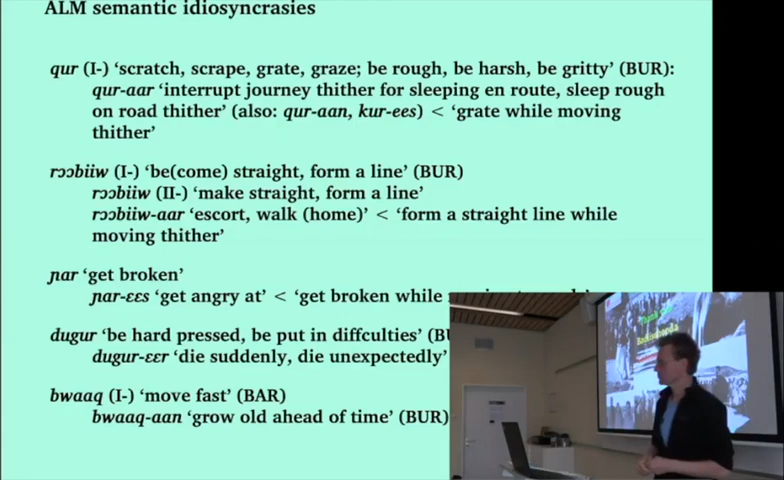 ALM semantic idiosyncrasies
qur (I-) ‘scratch, scrape, grate, graze; be rough, be harsh, be gritty’ (BUR):
qur-aar ‘interrupt journey thither for sleeping en route, sleep rough
on road thither’ (also: qur-aan, kur-ees) < ‘grate while moving
thither’
rɔɔbiiw (I-) ‘be(come) straight, form a line’ (BUR)
rɔɔbiiw (II-) ‘make straight, form a line’
rɔɔbiiw-aar ‘escort, walk (home)’ < ‘form a straight line while
moving thither’
ɲar ‘get broken’
ɲar-ɛɛs ‘get angry at’ < ‘get broken while
dugur ‘be hard pressed, be put in diffculties’
dugur-ɛɛr ‘die suddenly, die unexpectedly’
bwaaq (I-) ‘move fast’ (BAR)
bwaaq-aan ‘grow old ahead of time’ (BUR)